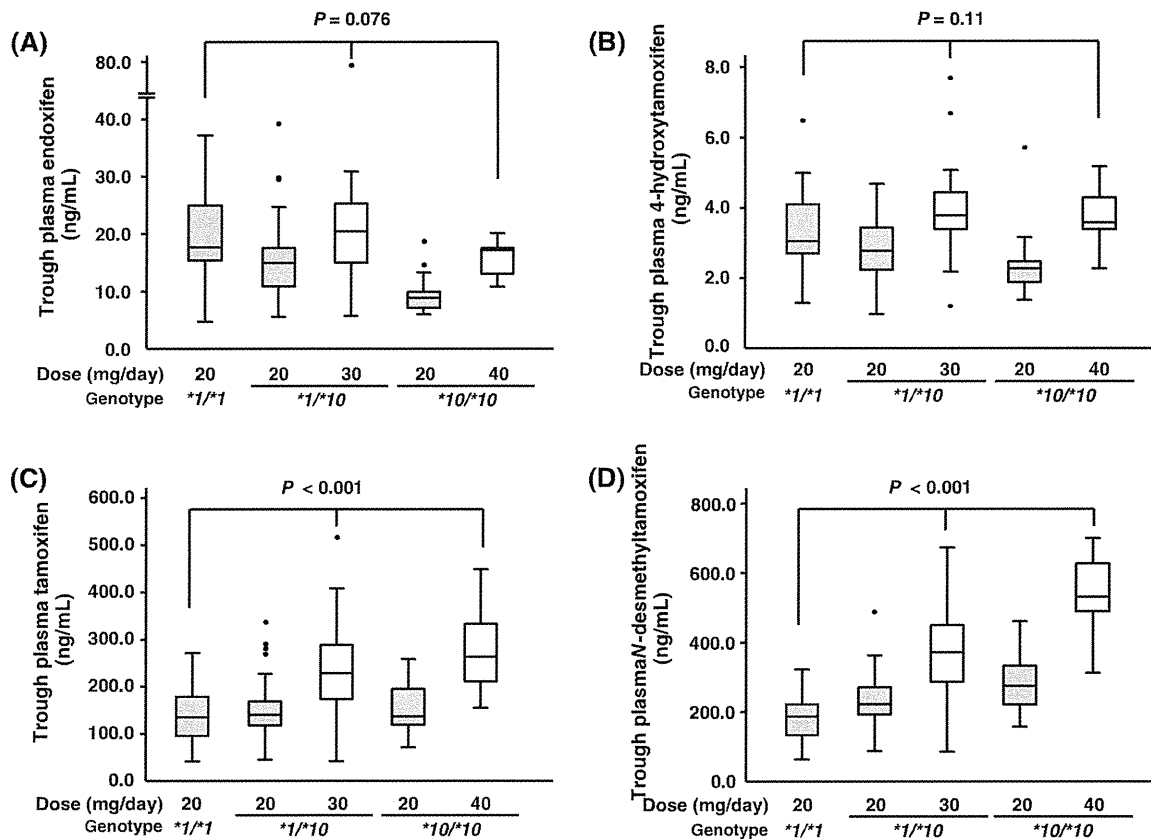 (A)
P = 0.076
Trough plasma endoxifen
(ng/mL)
80.0
40.0
30.0
20.0
10.0
0.0
Dose (mg/day) 20 20 30 20 40
Genotype *1/*1 *1/*10 *10/*10
(B)
P = 0.11
Trough plasma 4-hydroxytamoxifen
(ng/mL)
8.0
6.0
4.0
2.0
0.0
Dose (mg/day) 20 20 30 20 40
Genotype *1/*1 *1/*10 *10/*10
(C)
P < 0.001
Trough plasma tamoxifen
(ng/mL)
600.0
500.0
400.0
300.0
200.0
100.0
0.0
Dose (mg/day) 20 20 30 20 40
Genotype *1/*1 *1/*10 *10/*10
(D)
P < 0.001
Trough plasmaN-desmethyltamoxifen
(ng/mL)
800.0
600.0
400.0
200.0
0.0
Dose (mg/day) 20 20 30 20 40
Genotype *1/*1 *1/*10 *10/*10